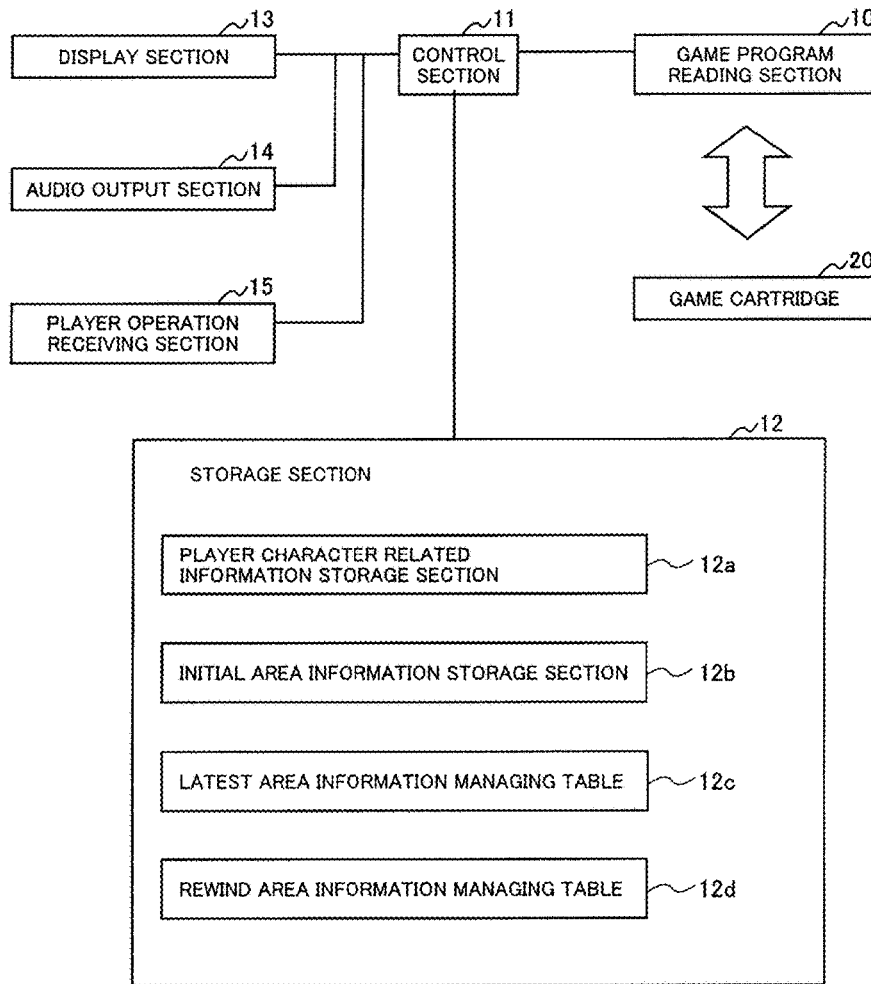 13
DISPLAY SECTION
11
CONTROL
SECTION
10
GAME PROGRAM
READING SECTION
14
AUDIO OUTPUT SECTION
15
PLAYER OPERATION
RECEIVING SECTION
20
GAME CARTRIDGE
12
STORAGE SECTION
PLAYER CHARACTER RELATED
INFORMATION STORAGE SECTION
12a
INITIAL AREA INFORMATION STORAGE SECTION
12b
LATEST AREA INFORMATION MANAGING TABLE
12c
REWIND AREA INFORMATION MANAGING TABLE
12d